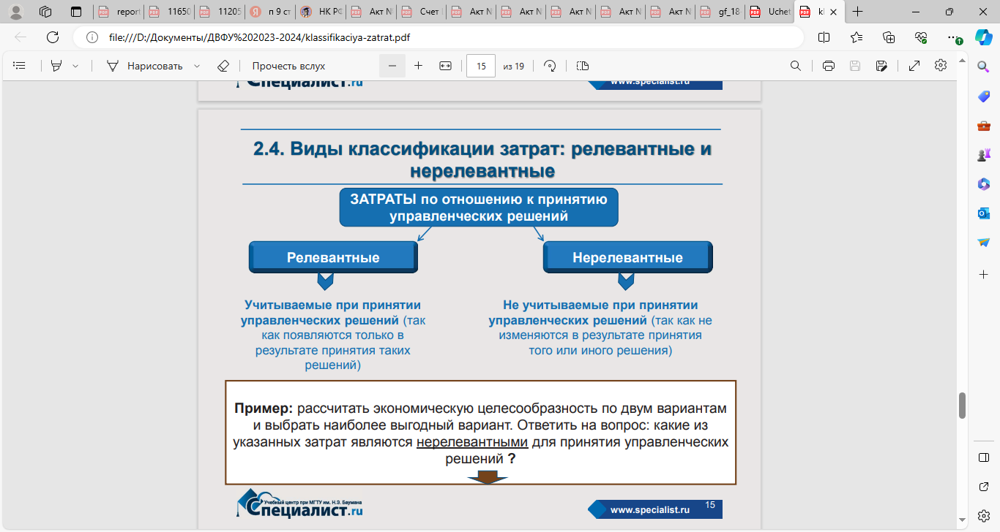 report
11650
11205
п 9 ст
НК РФ
Акт №
Счет
Акт №
Акт №
Акт №
Акт №
Акт №
gf_18
Uchet
kl
file:///D:/Документы/ДВФУ%202023-2024/klassifikaciya-zatrat.pdf
Нарисовать
Прочесть вслух
15
из 19
Специалист.ru
www.specialist.ru
2.4. Виды классификации затрат: релевантные и
нерелевантные
ЗАТРАТЫ по отношению к принятию
управленческих решений
Релевантные
Нерелевантные
Учитываемые при принятии
управленческих решений (так
как появляются только в
результате принятия таких
решений)
Не учитываемые при принятии
управленческих решений (так как не
изменяются в результате принятия
того или иного решения)
Пример: рассчитать экономическую целесообразность по двум вариантам
и выбрать наиболее выгодный вариант. Ответить на вопрос: какие из
указанных затрат являются нерелевантными для принятия управленческих
решений ?
Учебный центр при МГТУ им. Н.Э. Баумана
Специалист.ru
www.specialist.ru
15